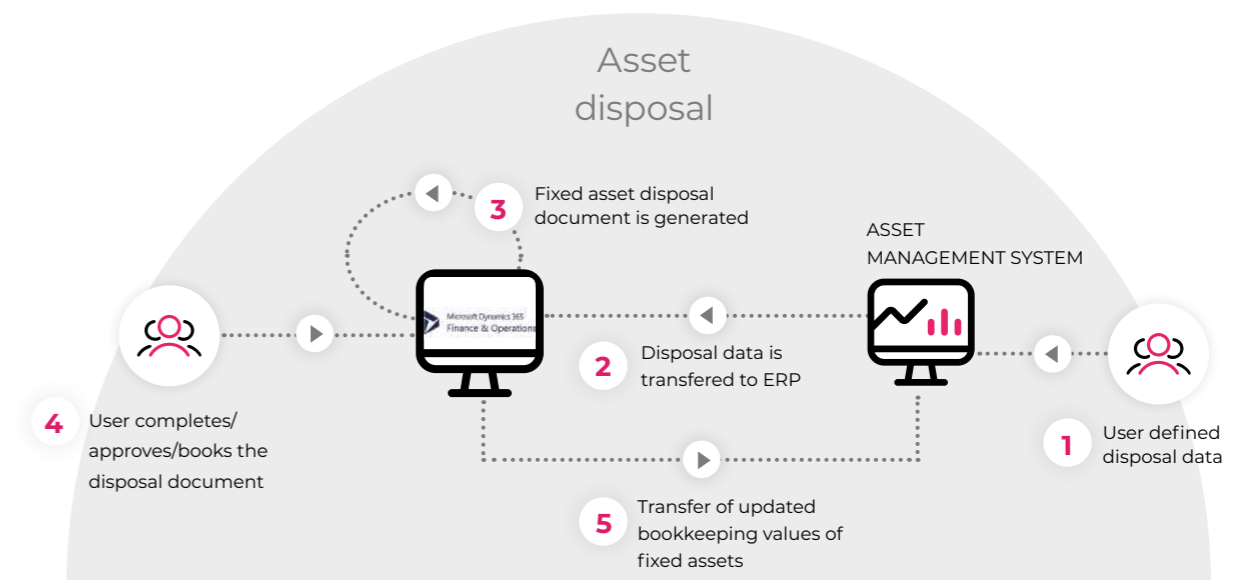 Asset
disposal
3
Fixed asset disposal
document is generated
ASSET
MANAGEMENT SYSTEM
Microsoft Dynamics 365
Finance & Operations
2
Disposal data is
transfered to ERP
4
User completes/
approves/books the
disposal document
1
User defined
disposal data
5
Transfer of updated
bookkeeping values of
fixed assets